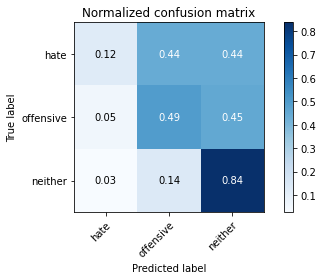 Normalized confusion matrix
True label
hate
0.12 0.44 0.44
offensive
0.05 0.49 0.45
neither
0.03 0.14 0.84
hate
offensive
neither
Predicted label
0.8
0.7
0.6
0.5
0.4
0.3
0.2
0.1